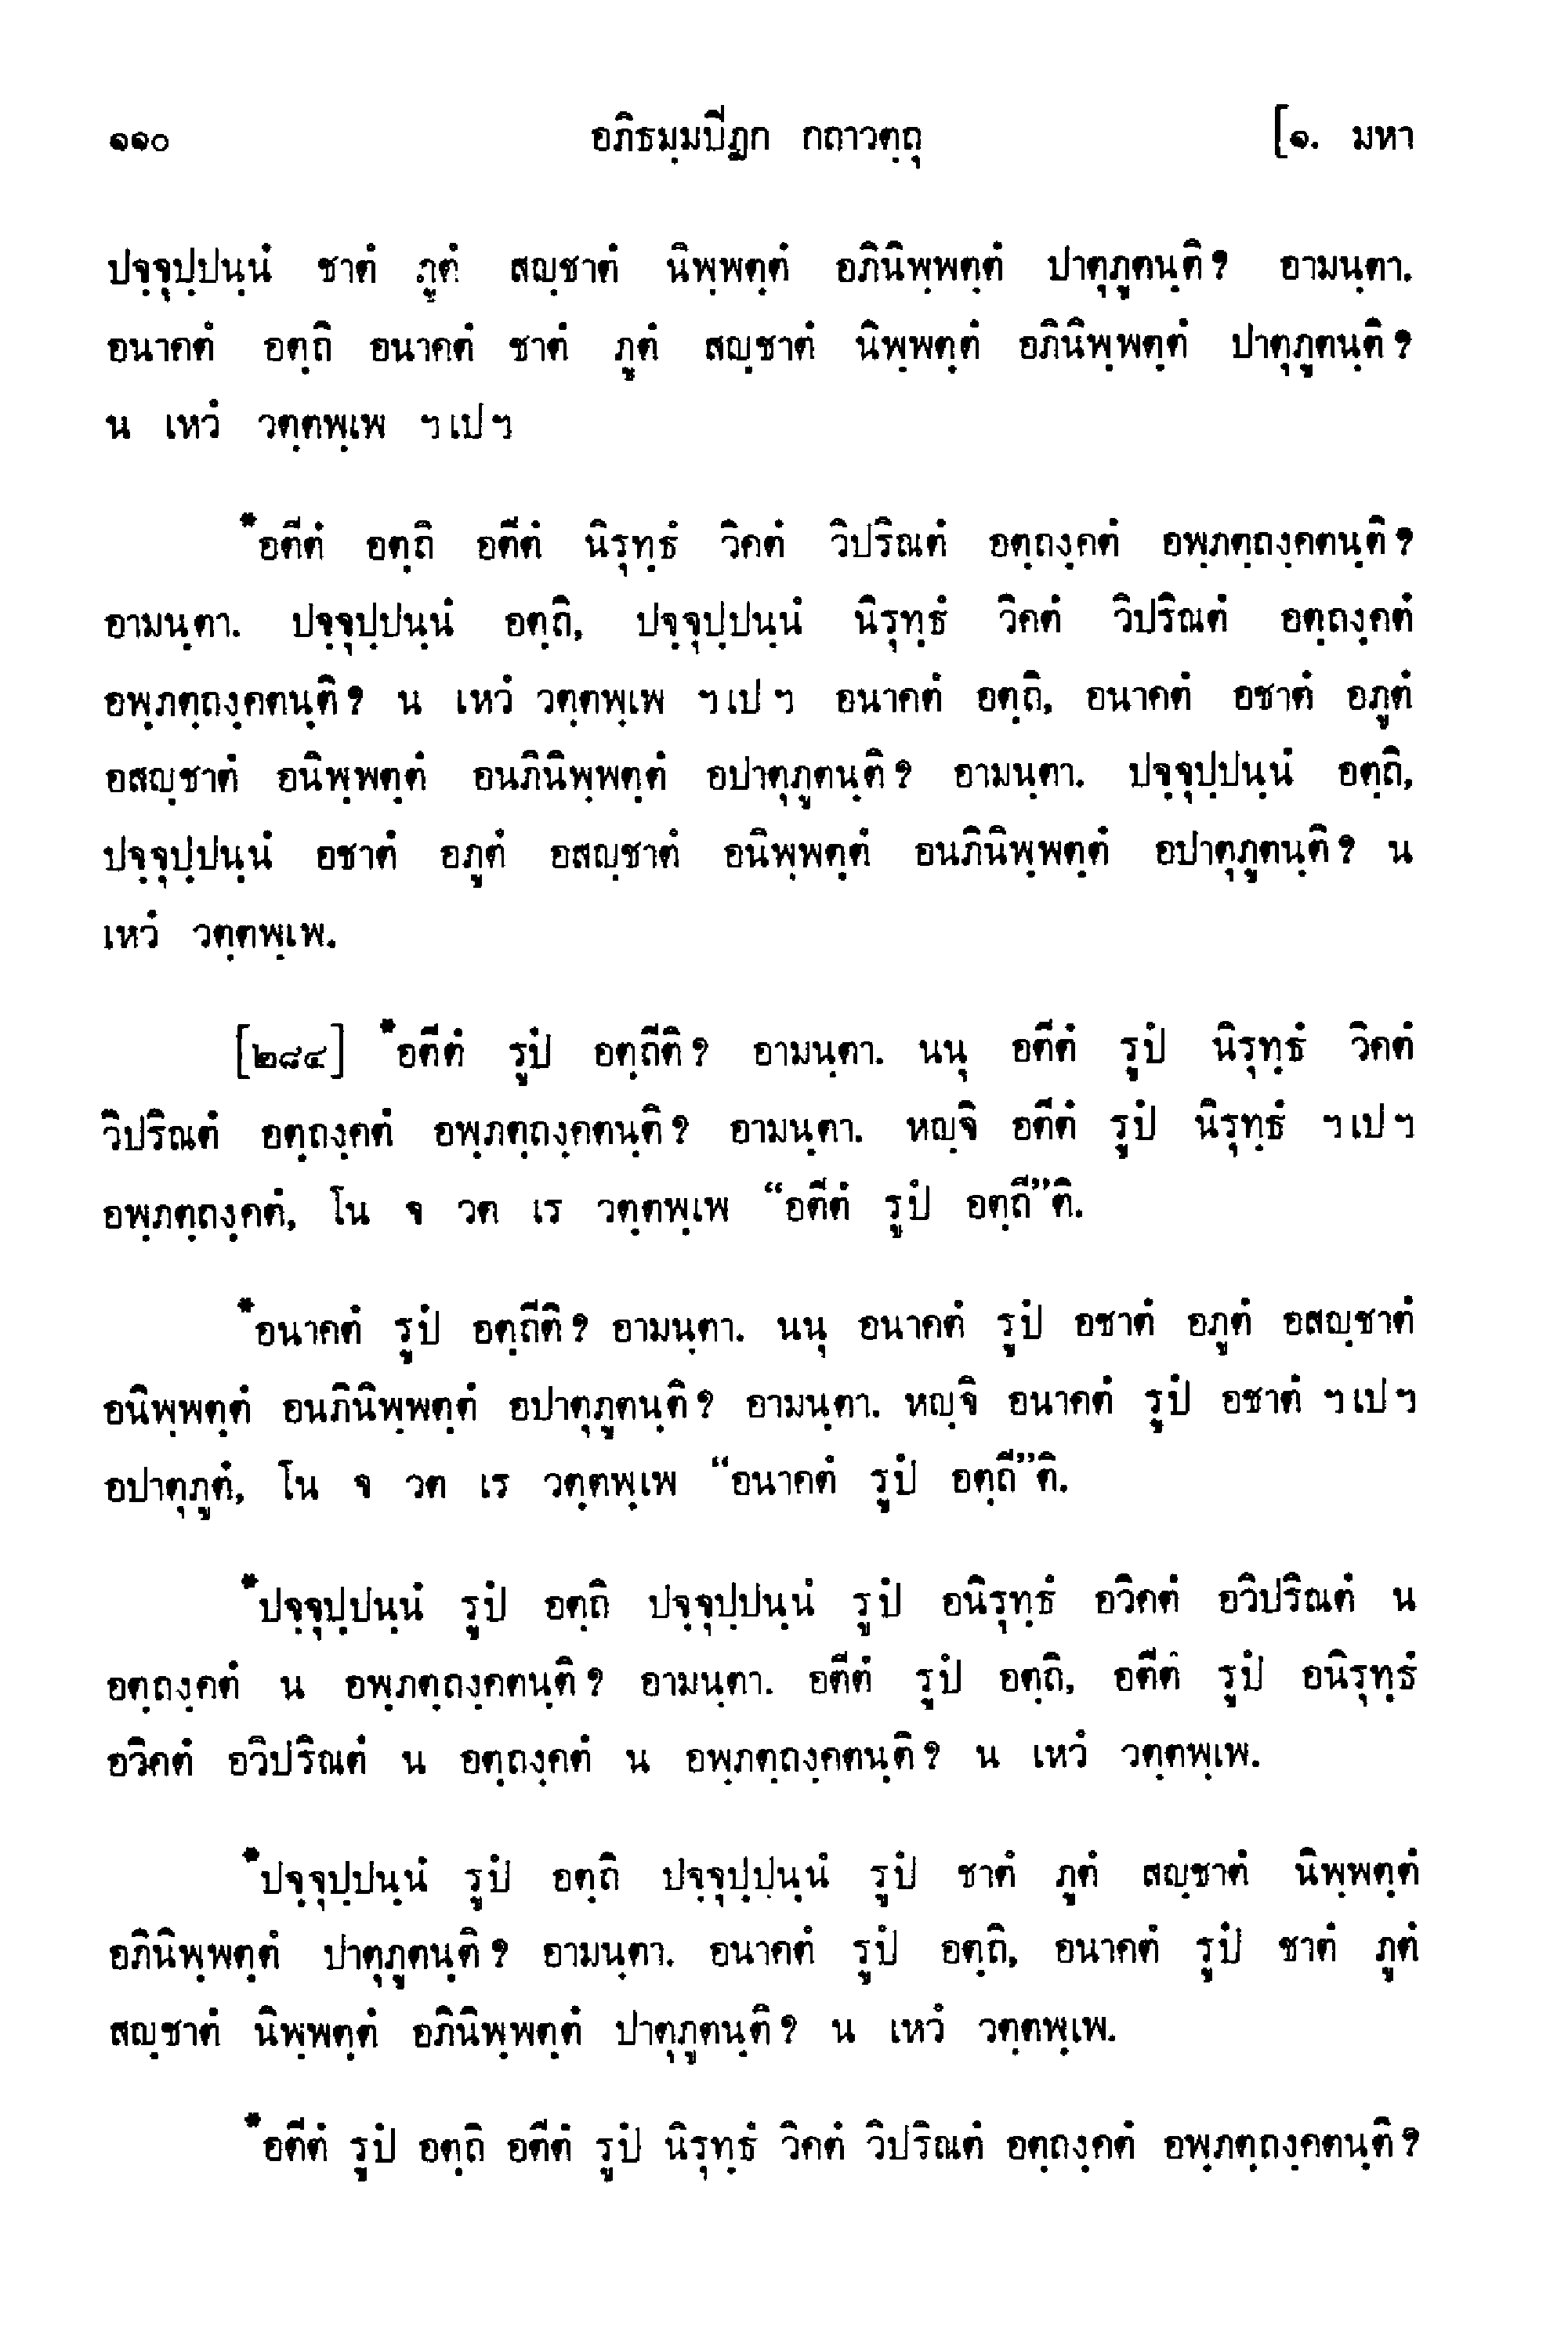 ๑๑๐ อภิธมฺมปีฏก กถาวตฺถุ [๑. มหา
ปจฺจุปฺปนฺนํ ชาตํ ภูตํ สญฺชาตํ นิพฺพตฺตํ อภินิพฺพตฺตํ ปาตุภูตนฺติ? อามนฺตา.
อนาคตํ อตฺถิ อนาคตํ ชาตํ ภูตํ สญฺชาตํ นิพฺพตฺตํ อภินิพฺพตฺตํ ปาตุภูตนฺติ?
น เหวํ วตฺตพฺเพ ฯเปฯ
*อตีตํ อตฺถิ อตีตํ นิรุทฺธํ วิคตํ วิปริณตํ อตฺถงฺคตํ อพฺภตฺถงฺคตนฺติ?
อามนฺตา. ปจฺจุปฺปนฺนํ อตฺถิ, ปจฺจุปฺปนฺนํ นิรุทฺธํ วิคตํ วิปริณตํ อตฺถงฺคตํ
อพฺภตฺถงฺคตนฺติ? น เหวํ วตฺตพฺเพ ฯเปฯ อนาคตํ อตฺถิ, อนาคตํ อชาตํ อภูตํ
อสญฺชาตํ อนิพฺพตฺตํ อนภินิพฺพตฺตํ อปาตุภูตนฺติ? อามนฺตา. ปจฺจุปฺปนฺนํ อตฺถิ,
ปจฺจุปฺปนฺนํ อชาตํ อภูตํ อสญฺชาตํ อนิพฺพตฺตํ อนภินิพฺพตฺตํ อปาตุภูตนฺติ? น
เหวํ วตฺตพฺเพ.
[๒๘๔] *อตีตํ รูปํ อตฺถีติ? อามนฺตา. นนุ อตีตํ รูปํ นิรุทฺธํ วิคตํ
วิปริณตํ อตฺถงฺคตํ อพฺภตฺถงฺคตนฺติ? อามนฺตา. หญฺจิ อตีตํ รูปํ นิรุทฺธํ ฯเปฯ
อพฺภตฺถงฺคตํ, โน จ วต เร วตฺตพฺเพ “อตีตํ รูปํ อตฺถี”ติ.
*อนาคตํ รูปํ อตฺถีติ? อามนฺตา. นนุ อนาคตํ รูปํ อชาตํ อภูตํ อสญฺชาตํ
อนิพฺพตฺตํ อนภินิพฺพตฺตํ อปาตุภูตนฺติ? อามนฺตา. หญฺจิ อนาคตํ รูปํ อชาตํ ฯเปฯ
อปาตุภูตํ, โน จ วต เร วตฺตพฺเพ “อนาคตํ รูปํ อตฺถี”ติ.
*ปจฺจุปฺปนฺนํ รูปํ อตฺถิ ปจฺจุปฺปนฺนํ รูปํ อนิรุทฺธํ อวิคตํ อวิปริณตํ น
อตฺถงฺคตํ น อพฺภตฺถงฺคตนฺติ? อามนฺตา. อตีตํ รูปํ อตฺถิ, อตีตํ รูปํ อนิรุทฺธํ
อวิคตํ อวิปริณตํ น อตฺถงฺคตํ น อพฺภตฺถงฺคตนฺติ? น เหวํ วตฺตพฺเพ.
*ปจฺจุปฺปนฺนํ รูปํ อตฺถิ ปจฺจุปฺปนฺนํ รูปํ ชาตํ ภูตํ สญฺชาตํ นิพฺพตฺตํ
อภินิพฺพตฺตํ ปาตุภูตนฺติ? อามนฺตา. อนาคตํ รูปํ อตฺถิ, อนาคตํ รูปํ ชาตํ ภูตํ
สญฺชาตํ นิพฺพตฺตํ อภินิพฺพตฺตํ ปาตุภูตนฺติ? น เหวํ วตฺตพฺเพ.
*อตีตํ รูปํ อตฺถิ อตีตํ รูปํ นิรุทฺธํ วิคตํ วิปริณตํ อตฺถงฺคตํ อพฺภตฺถงฺคตนฺติ?